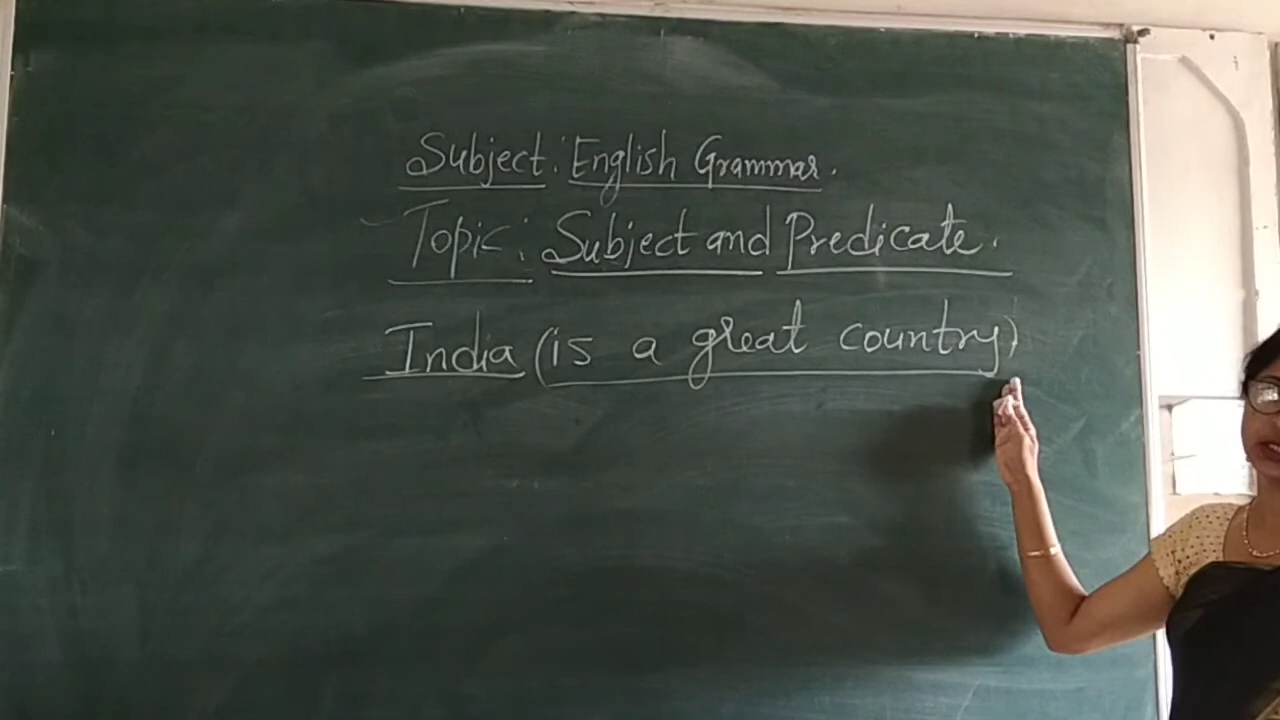 Subject: English Grammar.
Topic: Subject and Predicate.
India (is a great country)